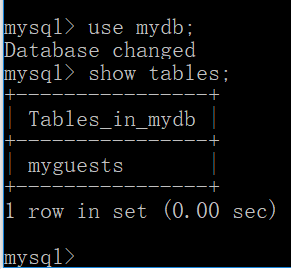 mysql> use mydb;
Database changed
mysql> show tables;
+----------------+
| Tables_in_mydb |
+----------------+
| myguests       |
+----------------+
1 row in set (0.00 sec)
mysql>